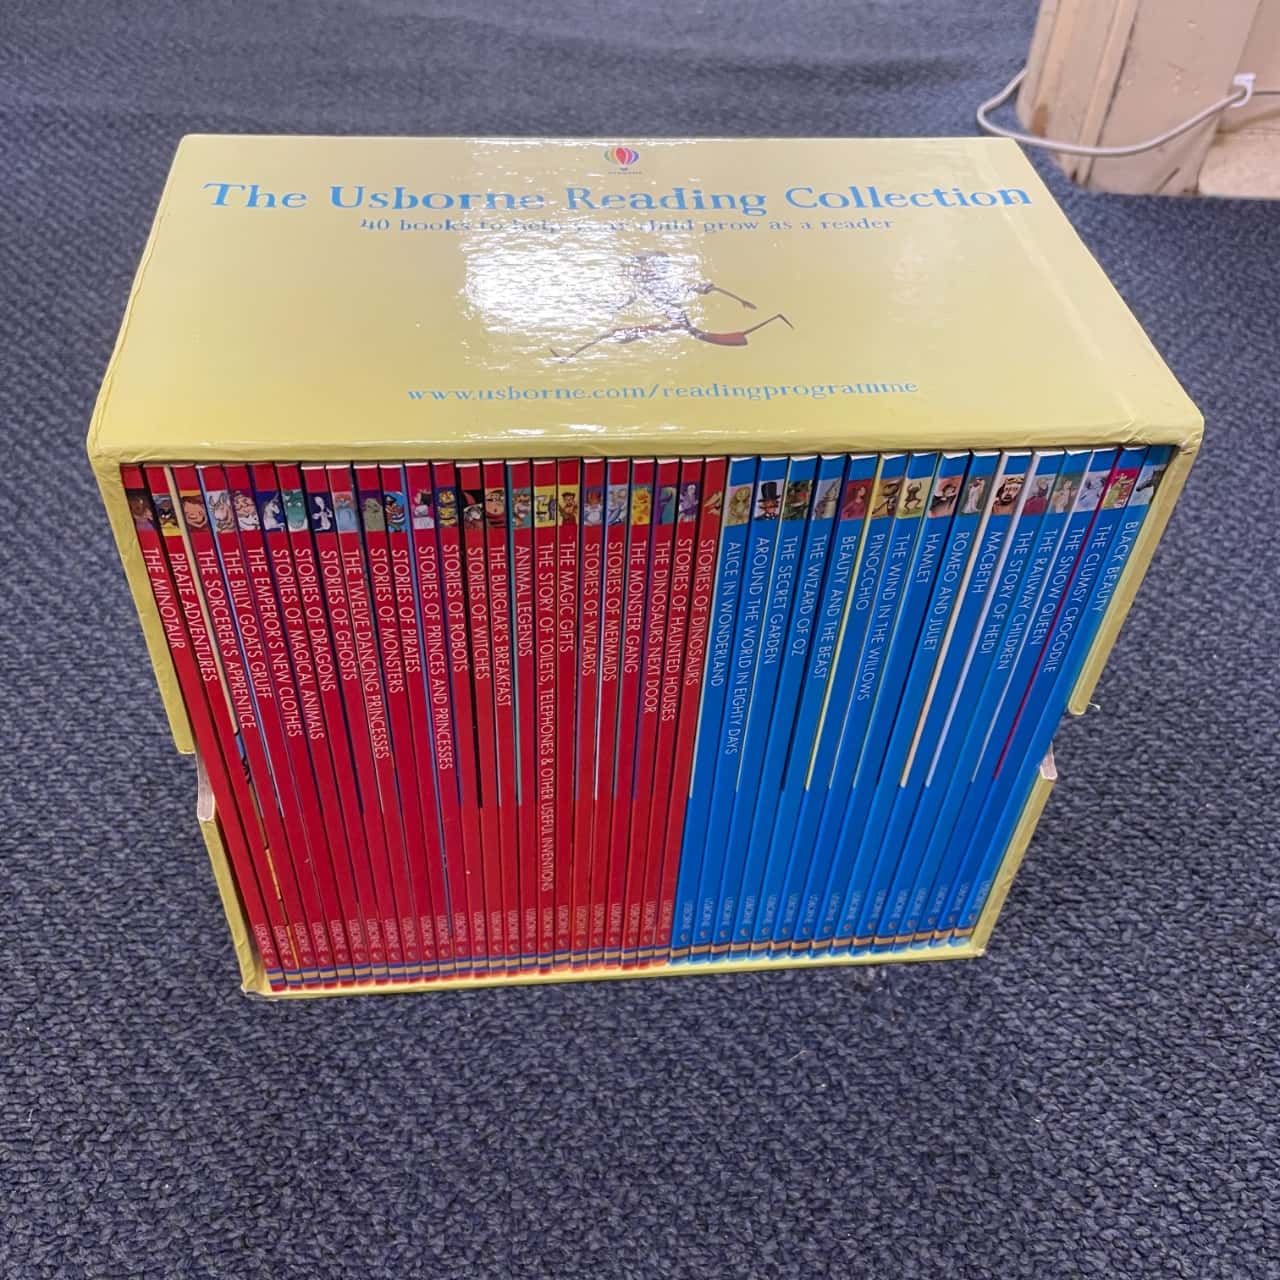 USBORNE
The Usborne Reading Collection
40 books to help your child grow as a reader
www.usborne.com/readingprogramme
THE MINOTAUR
PIRATE ADVENTURES
THE SORCERER'S APPRENTICE
THE BILLY GOATS GRUFF
THE EMPEROR'S NEW CLOTHES
STORIES OF MAGICAL ANIMALS
STORIES OF DRAGONS
STORIES OF GHOSTS
THE TWELVE DANCING PRINCESSES
STORIES OF MONSTERS
STORIES OF PIRATES
STORIES OF PRINCES AND PRINCESSES
STORIES OF ROBOTS
STORIES OF WITCHES
THE BURGLAR'S BREAKFAST
ANIMAL LEGENDS
THE STORY OF TOILETS, TELEPHONES & OTHER USEFUL INVENTIONS
THE MAGIC GIFTS
STORIES OF WIZARDS
STORIES OF MERMAIDS
THE MONSTER GANG
THE DINOSAURS NEXT DOOR
STORIES OF HAUNTED HOUSES
STORIES OF DINOSAURS
ALICE IN WONDERLAND
AROUND THE WORLD IN EIGHTY DAYS
THE SECRET GARDEN
THE WIZARD OF OZ
BEAUTY AND THE BEAST
PINOCCHIO
THE WIND IN THE WILLOWS
HAMLET
ROMEO AND JULIET
MACBETH
THE STORY OF HEIDI
THE RAILWAY CHILDREN
THE SNOW QUEEN
THE CLUMSY CROCODILE
BLACK BEAUTY
USBORNE